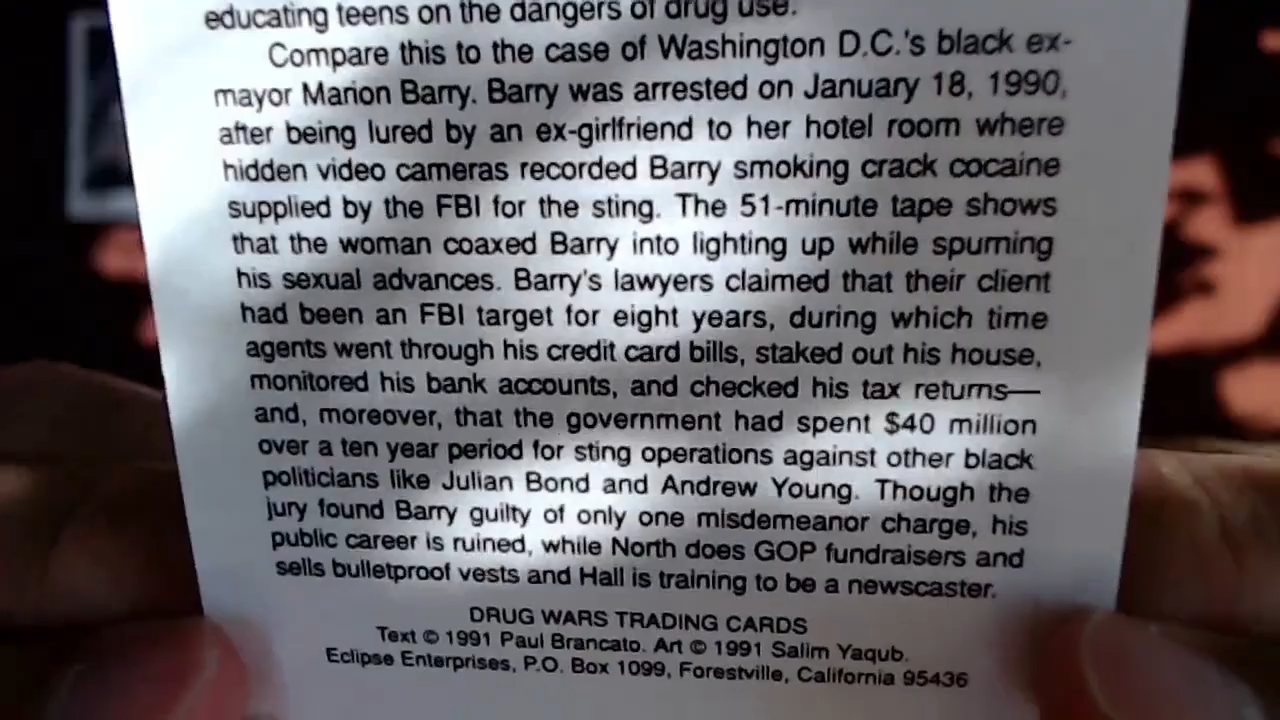 educating teens on the dangers of drug use.
Compare this to the case of Washington D.C.'s black ex-
mayor Marion Barry. Barry was arrested on January 18, 1990,
after being lured by an ex-girlfriend to her hotel room where
hidden video cameras recorded Barry smoking crack cocaine
supplied by the FBI for the sting. The 51-minute tape shows
that the woman coaxed Barry into lighting up while spurning
his sexual advances. Barry's lawyers claimed that their client
had been an FBI target for eight years, during which time
agents went through his credit card bills, staked out his house,
monitored his bank accounts, and checked his tax returns—
and, moreover, that the government had spent $40 million
over a ten year period for sting operations against other black
politicians like Julian Bond and Andrew Young. Though the
jury found Barry guilty of only one misdemeanor charge, his
public career is ruined, while North does GOP fundraisers and
sells bulletproof vests and Hall is training to be a newscaster.
DRUG WARS TRADING CARDS
Text © 1991 Paul Brancato. Art © 1991 Salim Yaqub.
Eclipse Enterprises, P.O. Box 1099, Forestville, California 95436